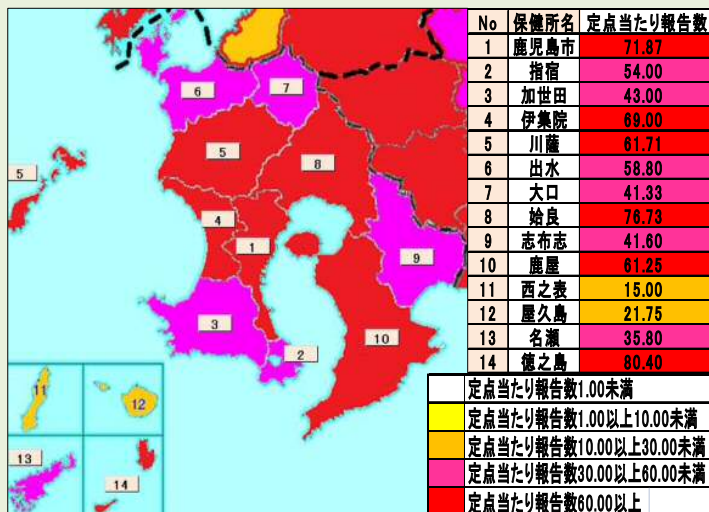 No 保健所名 定点当たり報告数
1 鹿児島市 71.87
2 指宿 54.00
3 加世田 43.00
4 伊集院 69.00
5 川薩 61.71
6 出水 58.80
7 大口 41.33
8 姶良 76.73
9 志布志 41.60
10 鹿屋 61.25
11 西之表 15.00
12 屋久島 21.75
13 名瀬 35.80
14 徳之島 80.40
定点当たり報告数1.00未満
定点当たり報告数1.00以上10.00未満
定点当たり報告数10.00以上30.00未満
定点当たり報告数30.00以上60.00未満
定点当たり報告数60.00以上
6
7
5
5
8
4
1
9
3
2
10
11
12
13
14